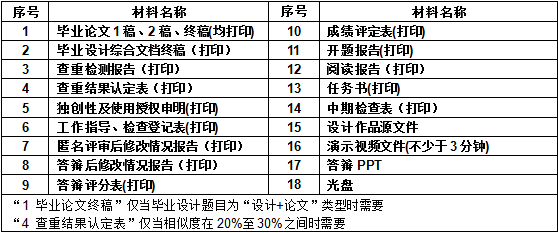 序号 材料名称 序号 材料名称
1 毕业论文1稿、2稿、终稿(均打印) 10 成绩评定表(打印)
2 毕业设计综合文档终稿（打印） 11 开题报告(打印)
3 查重检测报告（打印） 12 阅读报告（打印）
4 查重结果认定表（打印） 13 任务书(打印)
5 独创性及使用授权申明(打印) 14 中期检查表（打印）
6 工作指导、检查登记表(打印) 15 设计作品源文件
7 匿名评审后修改情况报告（打印） 16 演示视频文件(不少于3分钟)
8 答辩后修改情况报告（打印） 17 答辩PPT
9 答辩评分表(打印) 18 光盘
“1 毕业论文终稿”仅当毕业设计题目为“设计+论文”类型时需要
“4 查重结果认定表”仅当相似度在20%至30%之间时需要